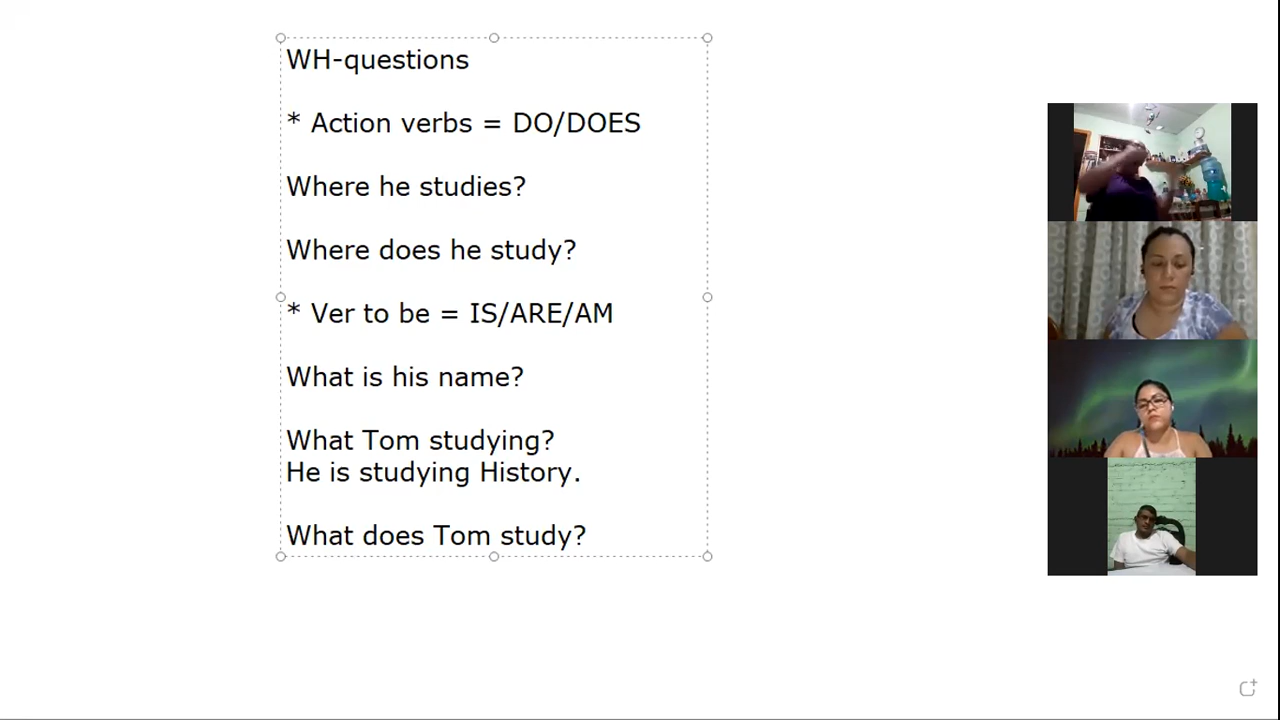 WH-questions
* Action verbs = DO/DOES
Where he studies?
Where does he study?
* Ver to be = IS/ARE/AM
What is his name?
What Tom studying?
He is studying History.
What does Tom study?